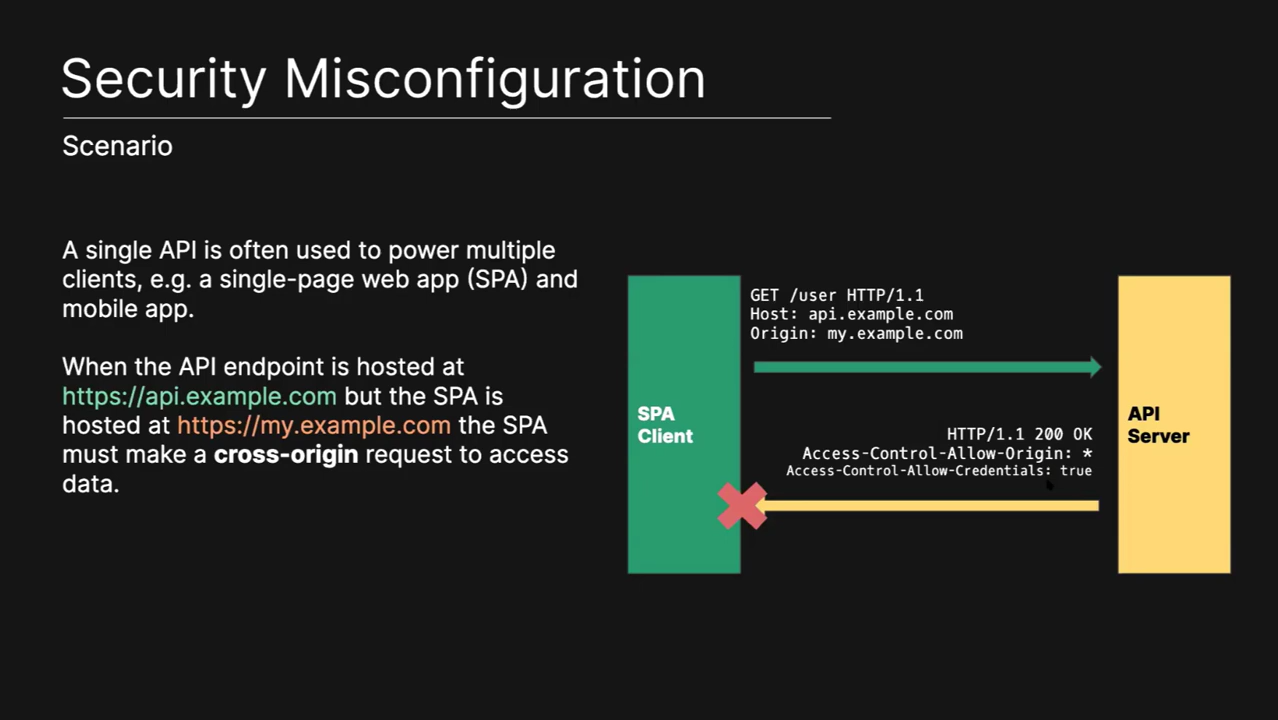 Security Misconfiguration
Scenario
A single API is often used to power multiple
clients, e.g. a single-page web app (SPA) and
mobile app.
When the API endpoint is hosted at
https://api.example.com but the SPA is
hosted at https://my.example.com the SPA
must make a cross-origin request to access
data.
GET /user HTTP/1.1
Host: api.example.com
Origin: my.example.com
SPA
Client
API
Server
HTTP/1.1 200 OK
Access-Control-Allow-Origin: *
Access-Control-Allow-Credentials: true